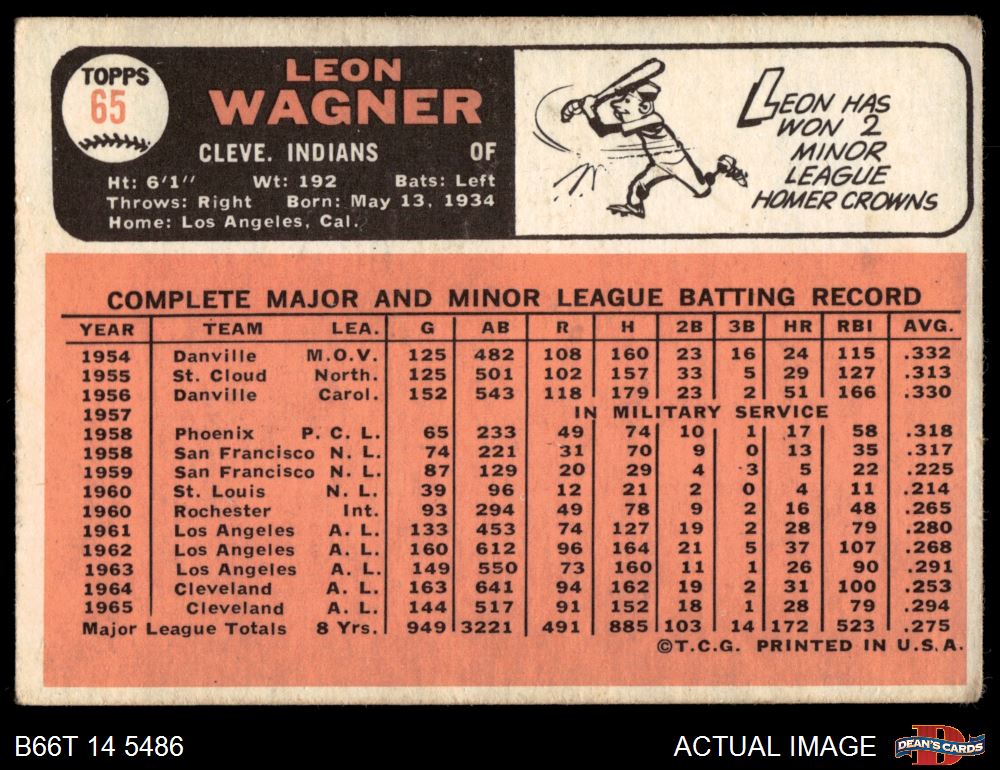 TOPPS
65
LEON
WAGNER
CLEVE. INDIANS OF
Ht: 6'1" Wt: 192 Bats: Left
Throws: Right Born: May 13, 1934
Home: Los Angeles, Cal.
LEON HAS
WON 2
MINOR
LEAGUE
HOMER CROWNS
COMPLETE MAJOR AND MINOR LEAGUE BATTING RECORD
YEAR TEAM LEA. G AB R H 2B 3B HR RBI AVG.
1954 Danville M.O.V. 125 482 108 160 23 16 24 115 .332
1955 St. Cloud North. 125 501 102 157 33 5 29 127 .313
1956 Danville Carol. 152 543 118 179 23 2 51 166 .330
1957 IN MILITARY SERVICE
1958 Phoenix P. C. L. 65 233 49 74 10 1 17 58 .318
1958 San Francisco N. L. 74 221 31 70 9 0 13 35 .317
1959 San Francisco N. L. 87 129 20 29 4 3 5 22 .225
1960 St. Louis N. L. 39 96 12 21 2 0 4 11 .214
1960 Rochester Int. 93 294 49 78 9 2 16 48 .265
1961 Los Angeles A. L. 133 453 74 127 19 2 28 79 .280
1962 Los Angeles A. L. 160 612 96 164 21 5 37 107 .268
1963 Los Angeles A. L. 149 550 73 160 11 1 26 90 .291
1964 Cleveland A. L. 163 641 94 162 19 2 31 100 .253
1965 Cleveland A. L. 144 517 91 152 18 1 28 79 .294
Major League Totals 8 Yrs. 949 3221 491 885 103 14 172 523 .275
©T.C.G. PRINTED IN U.S.A.
B66T 14 5486
ACTUAL IMAGE
DEAN'S CARDS